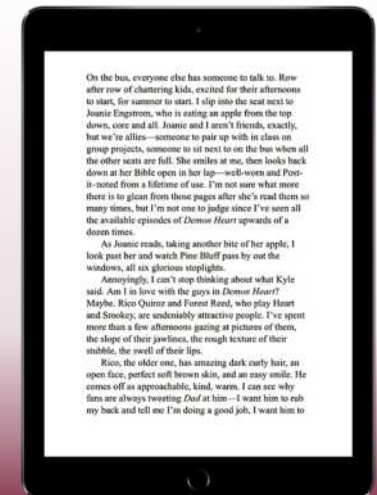 On the bus, everyone else has someone to talk to. Row
after row of chattering kids, excited for their afternoons
to start, for summer to start. I slip into the seat next to
Joanie Engstrom, who is eating an apple from the top
down, core and all. Joanie and I aren't friends, exactly,
but we're allies—someone to pair up with in class on
group projects, someone to sit next to on the bus when all
the other seats are full. She smiles at me, then looks back
down at her Bible open in her lap—well-worn and Post-
it-noted from a lifetime of use. I'm not sure what more
there is to glean from those pages after she's read them so
many times, but I'm not one to judge since I've seen all
the available episodes of Demon Heart upwards of a
dozen times.
As Joanie reads, taking another bite of her apple, I
look past her and watch Pine Bluff pass by out the
windows, all six glorious stoplights.
Annoyingly, I can't stop thinking about what Kyle
said. Am I in love with the guys in Demon Heart?
Maybe. Rico Quiroz and Forest Reed, who play Heart
and Smokey, are undeniably attractive people. I've spent
more than a few afternoons gazing at pictures of them,
the slope of their jawlines, the rough texture of their
stubble, the swell of their lips.
Rico, the older one, has amazing dark curly hair, an
open face, perfect soft brown skin, and an easy smile. He
comes off as approachable, kind, warm. I can see why
fans are always tweeting Dad at him—I want him to rub
my back and tell me I'm doing a good job, I want him to